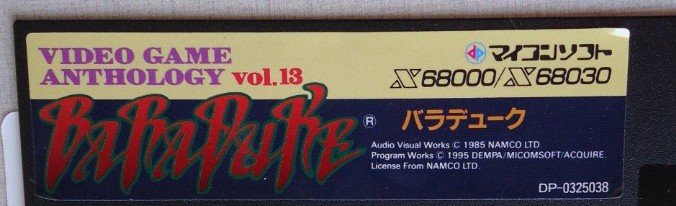 VIDEO GAME
ANTHOLOGY vol.13
マイコンソフト
X68000/X68030
BARADUKE ® バラデューク
Audio Visual Works © 1985 NAMCO LTD
Program Works © 1995 DEMPA/MICOMSOFT/ACQUIRE.
License From NAMCO LTD.
DP-0325038